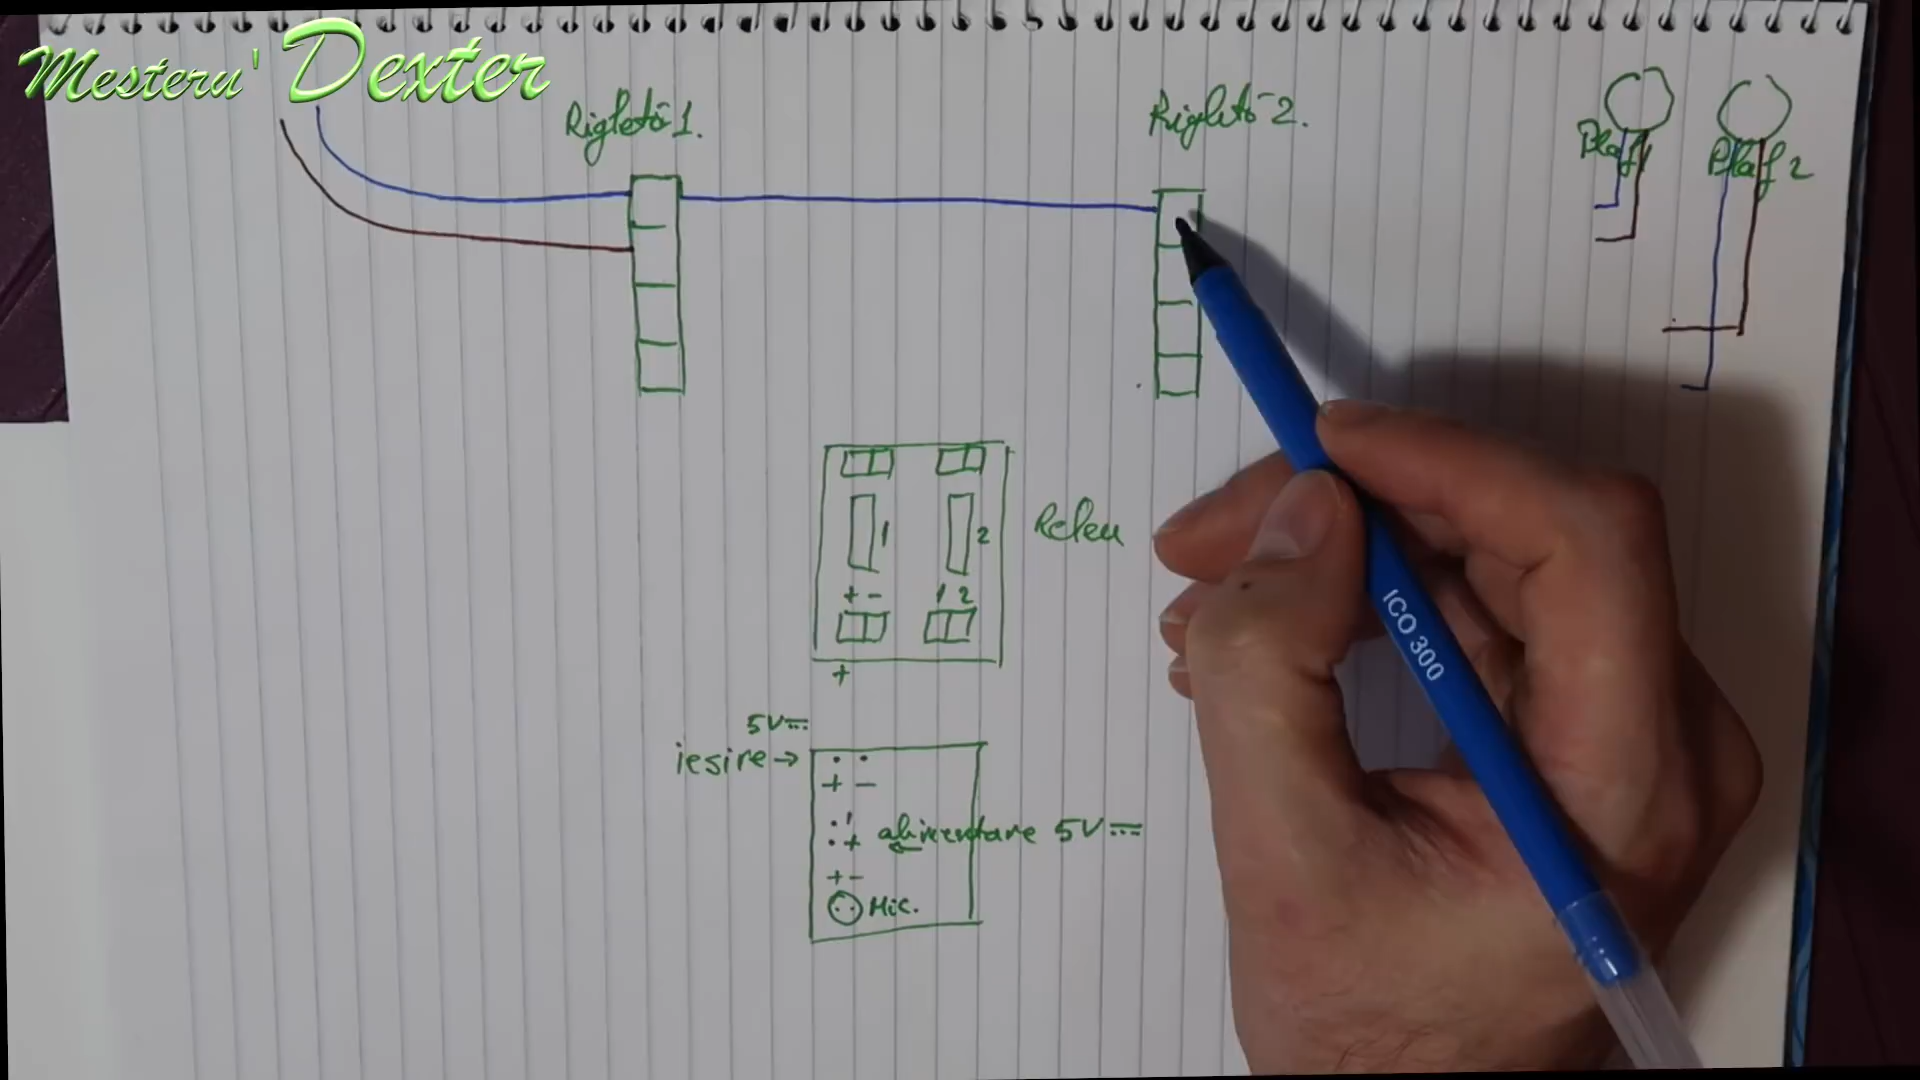 Mesteru' Dexter
Rigletă 1.
Rigletă 2.
Plaf 1
Plaf 2
1
2
Releu
+ - 1 2
+
5V
iesire →
+ -
+ alimentare 5V
+ -
Mic.
ICO 300